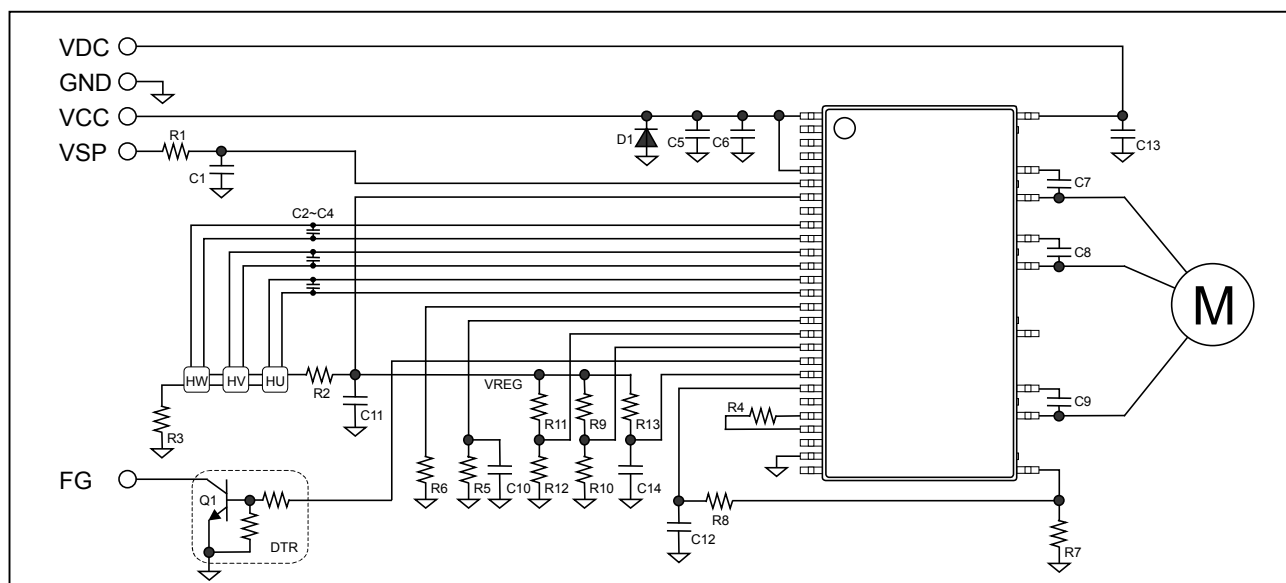 VDC
GND
VCC
VSP
R1
C1
D1
C5
C6
C13
C7
C2~C4
C8
M
HW
HV
HU
R2
VREG
C11
R11
R9
R13
R4
C9
R3
R6
R5
C10
R12
R10
C14
FG
Q1
DTR
R8
C12
R7